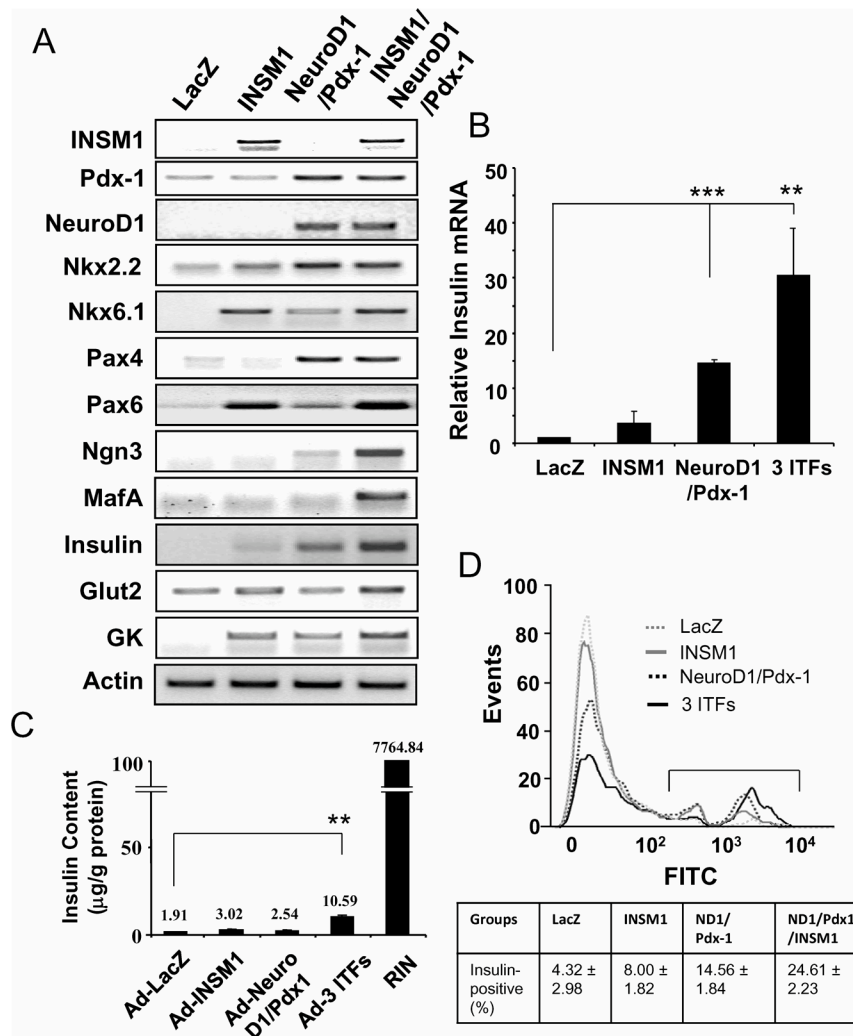 A
LacZ
INSM1
NeuroD1
/Pdx-1
INSM1/
NeuroD1
/Pdx-1
INSM1
Pdx-1
NeuroD1
Nkx2.2
Nkx6.1
Pax4
Pax6
Ngn3
MafA
Insulin
Glut2
GK
Actin
B
Relative Insulin mRNA
50
40
30
20
10
0
***
**
LacZ
INSM1
NeuroD1
/Pdx-1
3 ITFs
C
Insulin Content
(µg/g protein)
100
50
0
1.91
3.02
2.54
10.59
7764.84
**
Ad-LacZ
Ad-INSM1
Ad-Neuro
D1/Pdx1
Ad-3 ITFs
RIN
D
Events
100
80
60
40
20
0
LacZ
INSM1
NeuroD1/Pdx-1
3 ITFs
0 10² 10³ 10⁴
FITC
Groups LacZ INSM1 ND1/ ND1/Pdx1
Pdx-1 /INSM1
Insulin- 4.32 ± 8.00 ± 14.56 ± 24.61 ±
positive 2.98 1.82 1.84 2.23
(%)